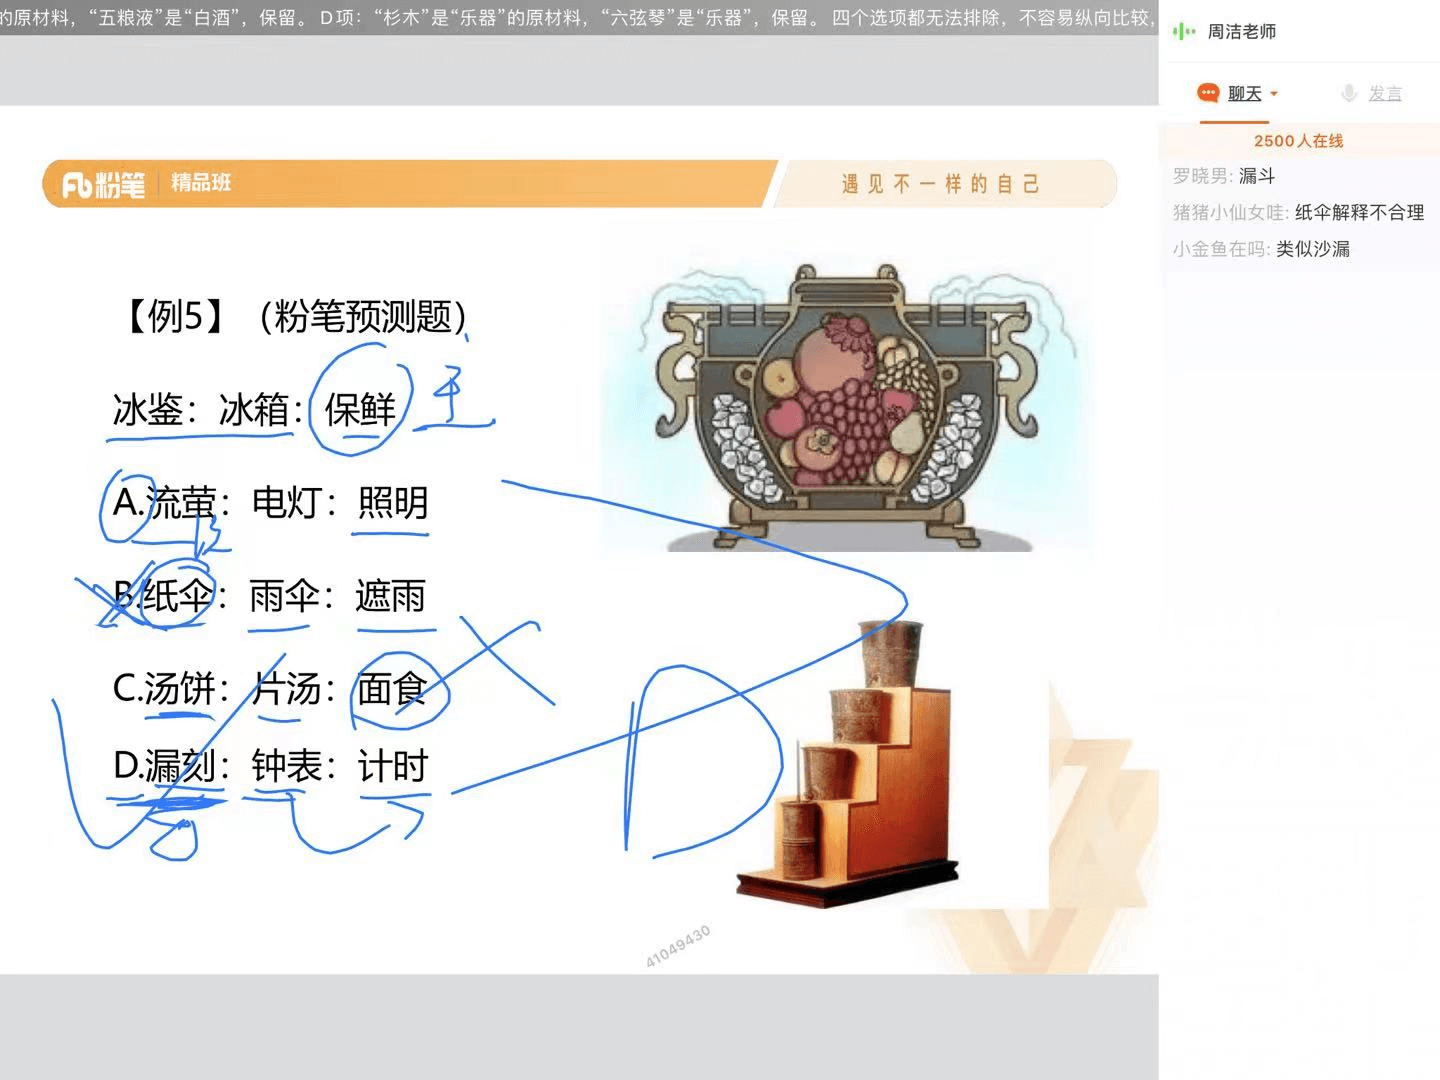 的原材料，“五粮液”是“白酒”，保留。 D 项：“杉木”是“乐器”的原材料，“六弦琴”是“乐器”，保留。 四个选项都无法排除，不容易纵向比较，
周洁老师
聊天 发言
2500人在线
罗晓男: 漏斗
猪猪小仙女哇: 纸伞解释不合理
小金鱼在吗: 类似沙漏
粉笔 精品班 遇见不一样的自己
【例5】（粉笔预测题）
冰鉴：冰箱：保鲜
A.流萤：电灯：照明
B.纸伞：雨伞：遮雨
C.汤饼：片汤：面食
D.漏刻：钟表：计时
D
41049430